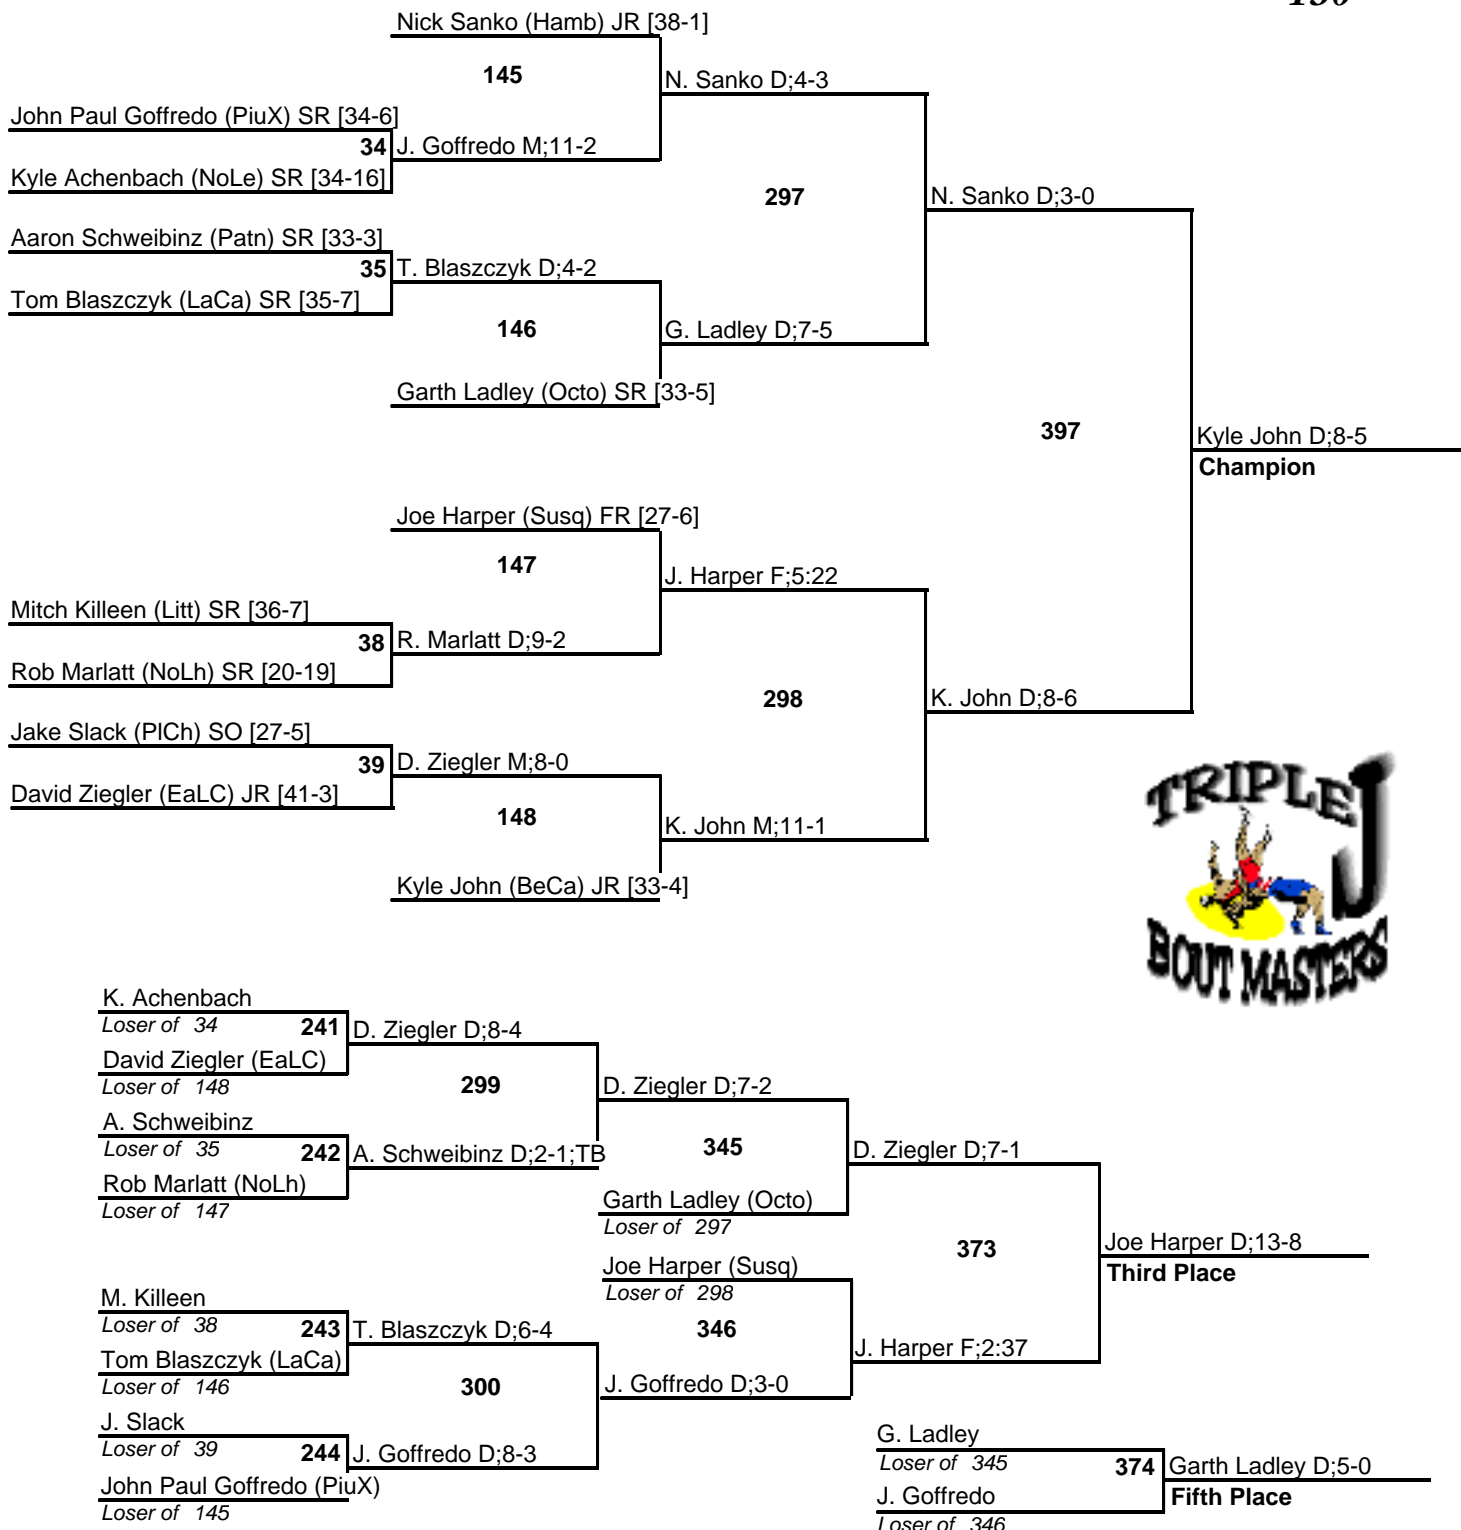 Nick Sanko (Hamb) JR [38-1]
145
N. Sanko D;4-3
John Paul Goffredo (PiuX) SR [34-6]
34
J. Goffredo M;11-2
Kyle Achenbach (NoLe) SR [34-16]
297
N. Sanko D;3-0
Aaron Schweibinz (Patn) SR [33-3]
35
T. Blaszczyk D;4-2
Tom Blaszczyk (LaCa) SR [35-7]
146
G. Ladley D;7-5
Garth Ladley (Octo) SR [33-5]
397
Kyle John D;8-5
Champion
Joe Harper (Susq) FR [27-6]
147
J. Harper F;5:22
Mitch Killeen (Litt) SR [36-7]
38
R. Marlatt D;9-2
Rob Marlatt (NoLh) SR [20-19]
298
K. John D;8-6
Jake Slack (PlCh) SO [27-5]
39
D. Ziegler M;8-0
David Ziegler (EaLC) JR [41-3]
148
K. John M;11-1
Kyle John (BeCa) JR [33-4]
TRIPLE J
BOUT MASTERS
K. Achenbach
Loser of 34
241
D. Ziegler D;8-4
David Ziegler (EaLC)
Loser of 148
299
D. Ziegler D;7-2
A. Schweibinz
Loser of 35
242
A. Schweibinz D;2-1;TB
345
D. Ziegler D;7-1
Rob Marlatt (NoLh)
Loser of 147
Garth Ladley (Octo)
Loser of 297
373
Joe Harper D;13-8
Third Place
Joe Harper (Susq)
Loser of 298
M. Killeen
Loser of 38
243
T. Blaszczyk D;6-4
346
J. Harper F;2:37
Tom Blaszczyk (LaCa)
Loser of 146
300
J. Goffredo D;3-0
J. Slack
Loser of 39
244
J. Goffredo D;8-3
John Paul Goffredo (PiuX)
Loser of 145
G. Ladley
Loser of 345
374
Garth Ladley D;5-0
Fifth Place
J. Goffredo
Loser of 346